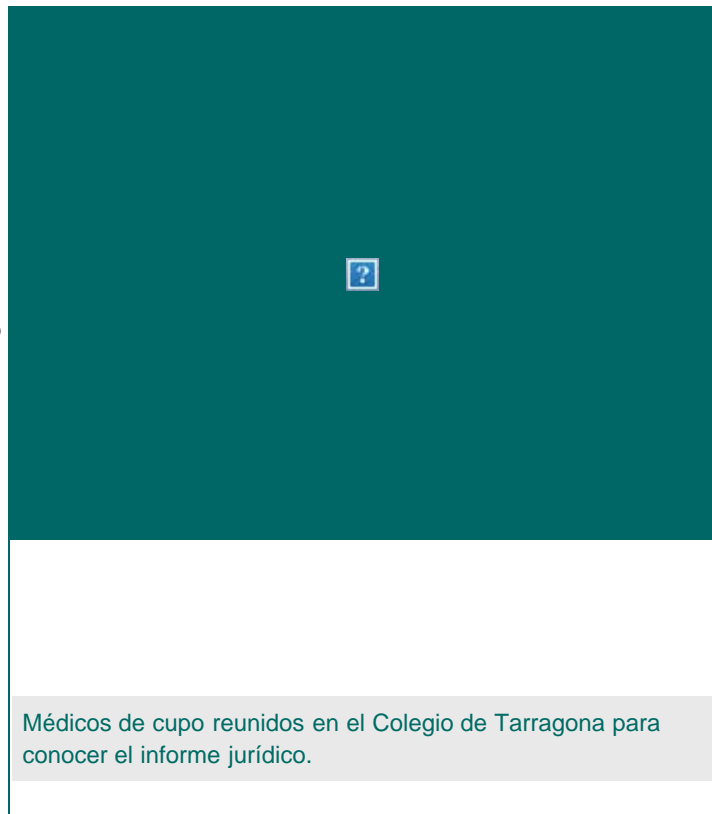 Médicos de cupo reunidos en el Colegio de Tarragona para
conocer el informe jurídico.